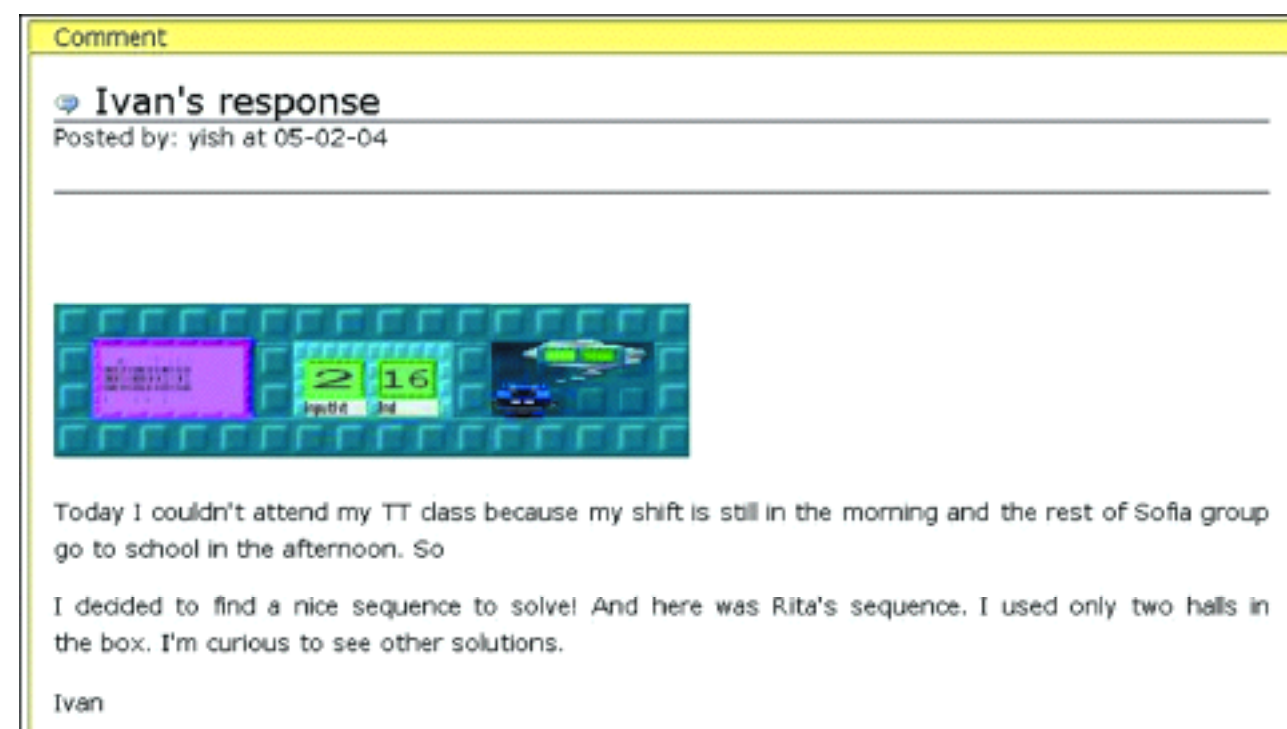 Comment
Ivan's response
Posted by: yish at 05-02-04
2 16
Today I couldn't attend my TT class because my shift is still in the morning and the rest of Sofia group
go to school in the afternoon. So
I decided to find a nice sequence to solve! And here was Rita's sequence. I used only two halls in
the box. I'm curious to see other solutions.
Ivan